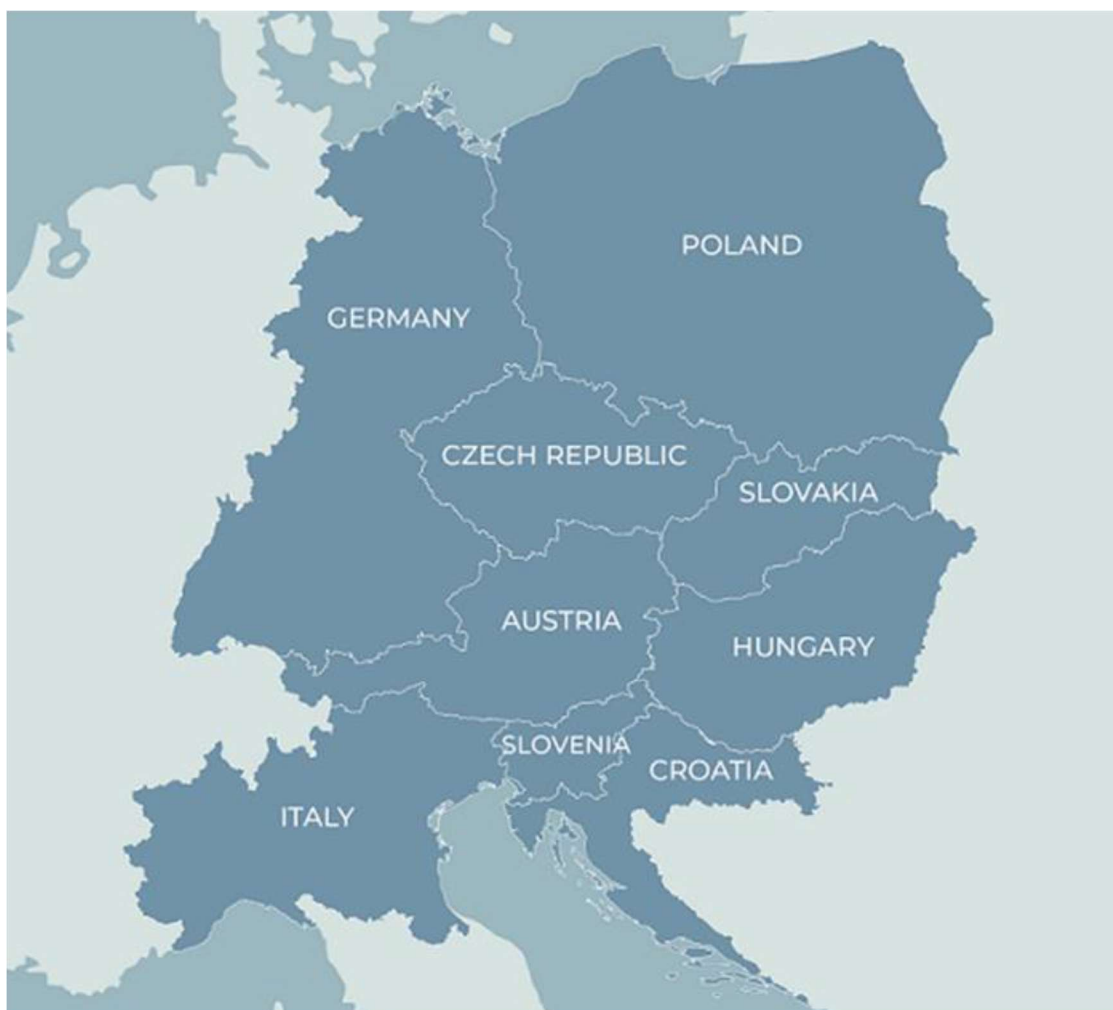 POLAND
GERMANY
CZECH REPUBLIC
SLOVAKIA
AUSTRIA
HUNGARY
SLOVENIA
CROATIA
ITALY